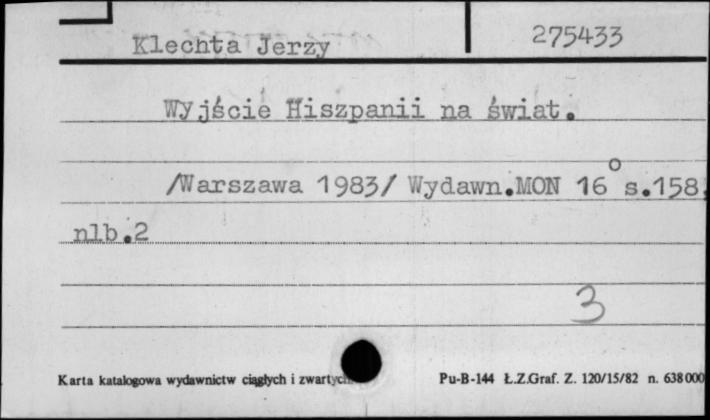 Klechta Jerzy 275433
Wyjście Hiszpanii na świat.
/Warszawa 1983/ Wydawn.MON 16° s.158,
nlb.2
3
Karta katalogowa wydawnictw ciągłych i zwartych Pu-B-144 Ł.Z.Graf. Z. 120/15/82 n. 638000